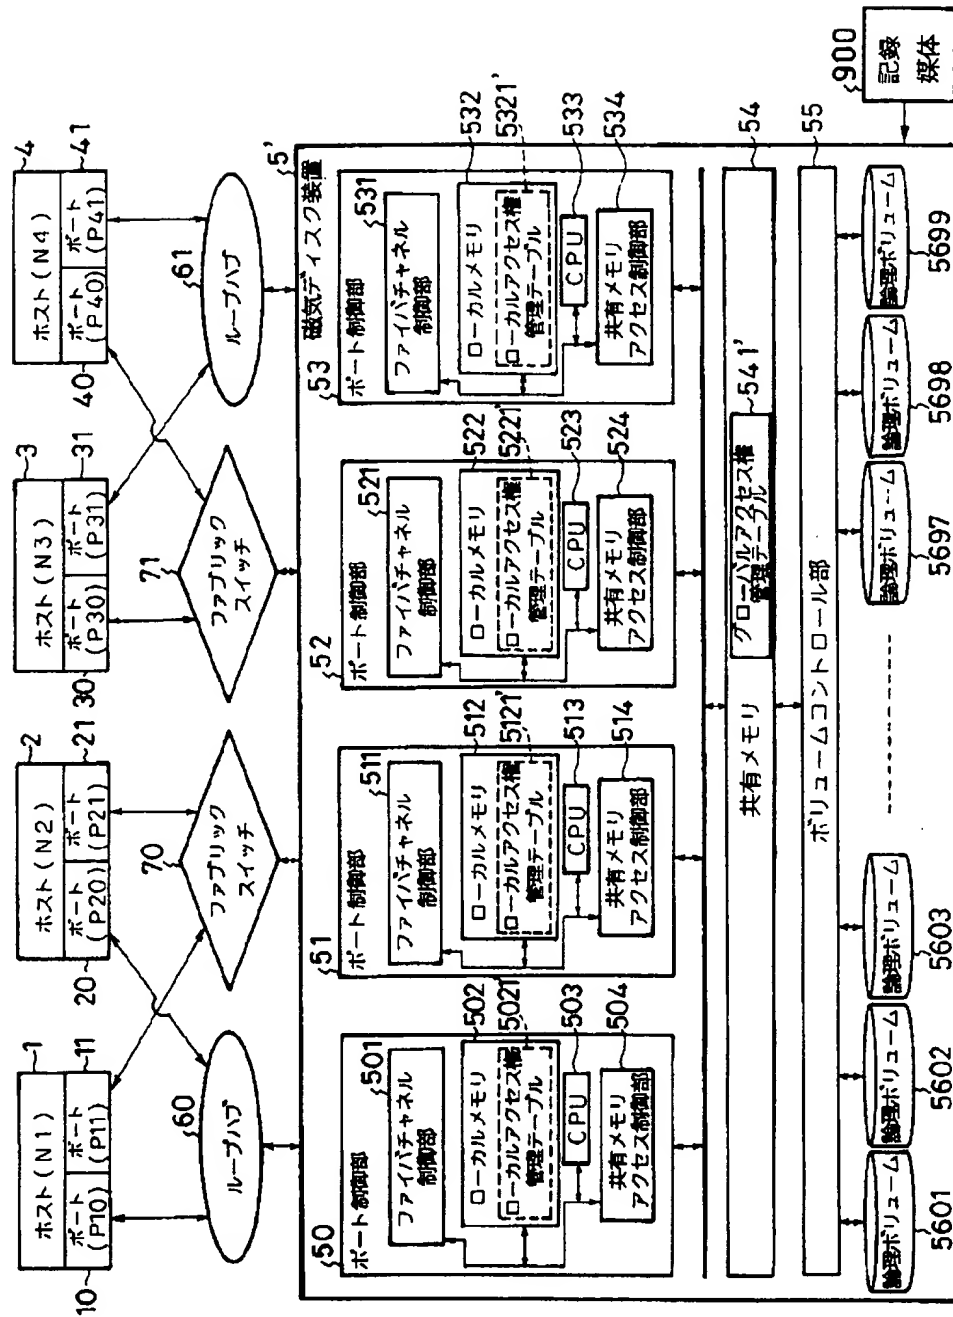 1
2
3
4
ホスト(N1)
ホスト(N2)
ホスト(N3)
ホスト(N4)
ポート
(P10)
ポート
(P11)
ポート
(P20)
ポート
(P21)
ポート
(P30)
ポート
(P31)
ポート
(P40)
ポート
(P41)
10
11
20
21
30
31
40
41
60
ループハブ
70
ファブリック
スイッチ
71
ファブリック
スイッチ
61
ループハブ
5'
磁気ディスク装置
50
ポート制御部
501
ファイバチャネル
制御部
502
ローカルメモリ
5021'
ローカルアクセス権
管理テーブル
503
CPU
504
共有メモリ
アクセス制御部
51
ポート制御部
511
ファイバチャネル
制御部
512
ローカルメモリ
5121'
ローカルアクセス権
管理テーブル
513
CPU
514
共有メモリ
アクセス制御部
52
ポート制御部
521
ファイバチャネル
制御部
522
ローカルメモリ
5221'
ローカルアクセス権
管理テーブル
523
CPU
524
共有メモリ
アクセス制御部
53
ポート制御部
531
ファイバチャネル
制御部
532
ローカルメモリ
5321'
ローカルアクセス権
管理テーブル
533
CPU
534
共有メモリ
アクセス制御部
共有メモリ
グローバルアクセス権
管理テーブル
541'
54
ボリュームコントロール部
55
論理ボリューム
5601
論理ボリューム
5602
論理ボリューム
5603
論理ボリューム
5697
論理ボリューム
5698
論理ボリューム
5699
900
記録
媒体